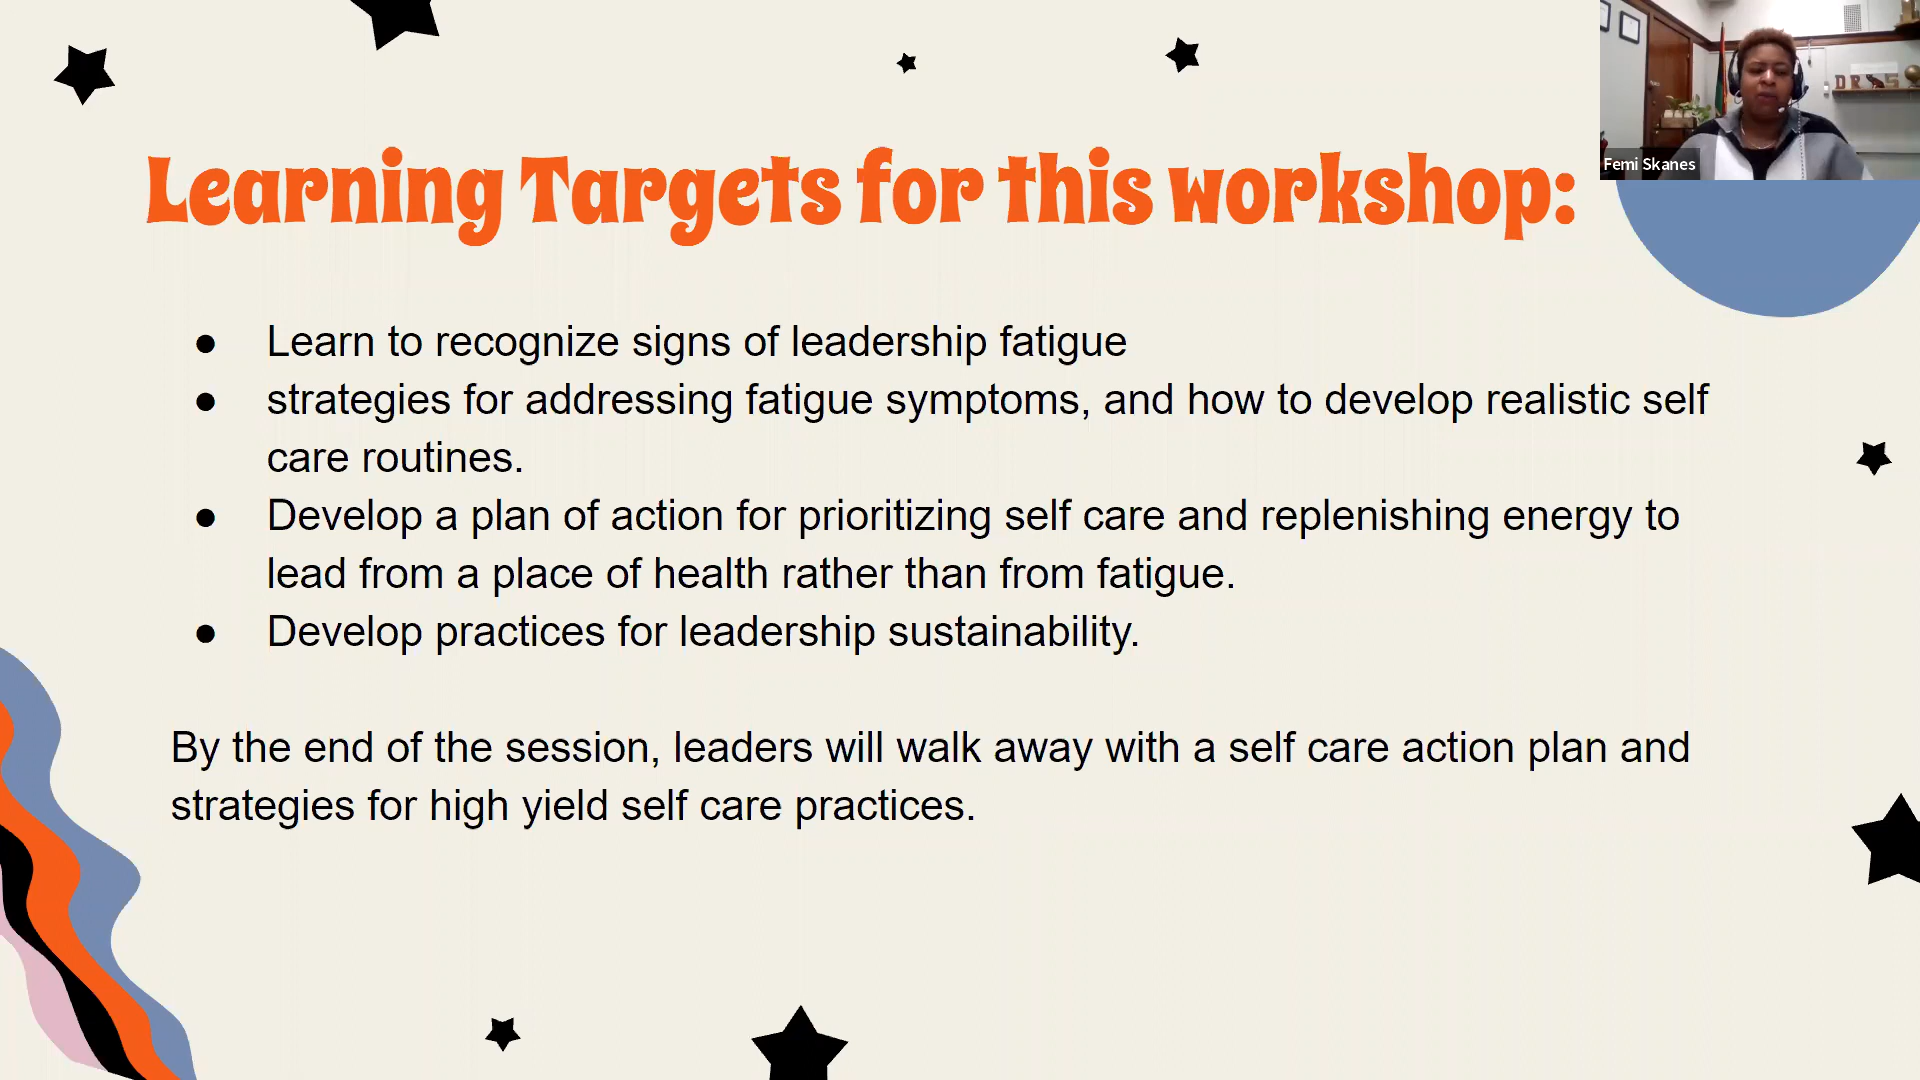 Learning Targets for this workshop:
● Learn to recognize signs of leadership fatigue
● strategies for addressing fatigue symptoms, and how to develop realistic self
care routines.
● Develop a plan of action for prioritizing self care and replenishing energy to
lead from a place of health rather than from fatigue.
● Develop practices for leadership sustainability.
By the end of the session, leaders will walk away with a self care action plan and
strategies for high yield self care practices.
Femi Skanes
DR S